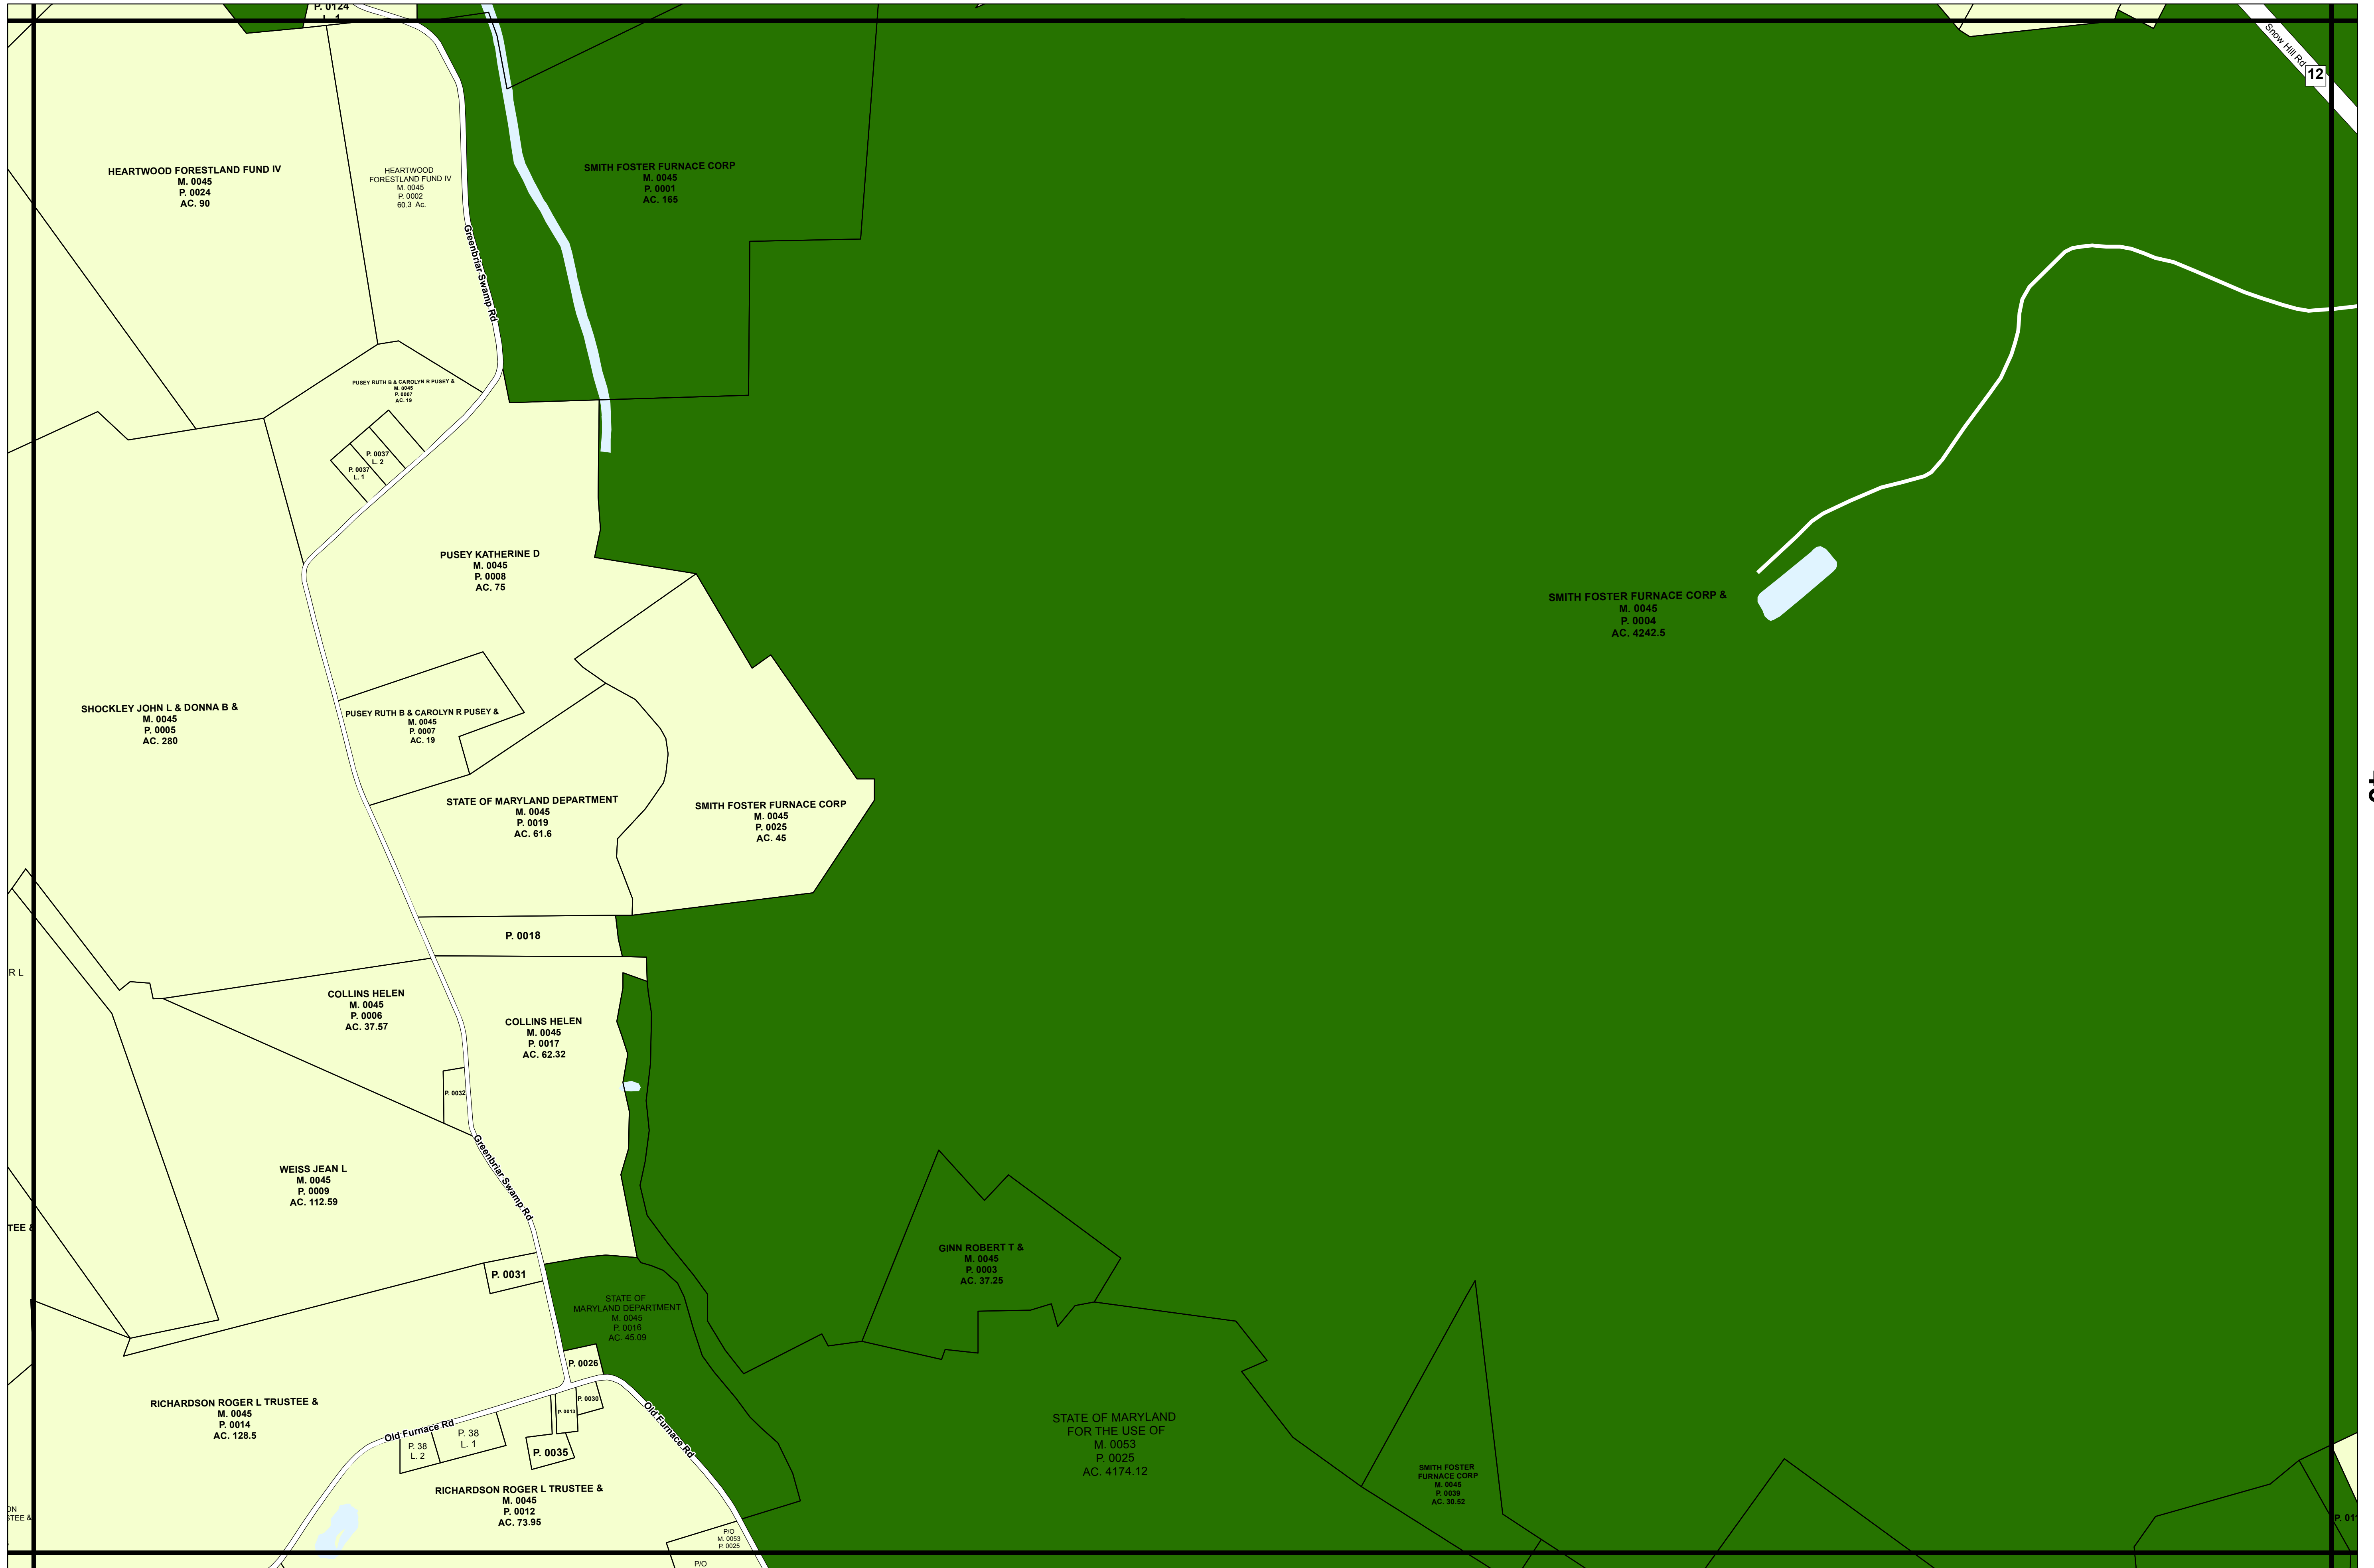 P. 0124
L. 1
Snow Hill Rd
12
HEARTWOOD FORESTLAND FUND IV
M. 0045
P. 0024
AC. 90
HEARTWOOD
FORESTLAND FUND IV
M. 0045
P. 0002
60.3 Ac.
SMITH FOSTER FURNACE CORP
M. 0045
P. 0001
AC. 165
Greenbriar Swamp Rd
PUSEY RUTH B & CAROLYN R PUSEY &
M. 0045
P. 0007
AC. 19
P. 0037
L. 2
P. 0037
L. 1
PUSEY KATHERINE D
M. 0045
P. 0008
AC. 75
SMITH FOSTER FURNACE CORP &
M. 0045
P. 0004
AC. 4242.5
SHOCKLEY JOHN L & DONNA B &
M. 0045
P. 0005
AC. 280
PUSEY RUTH B & CAROLYN R PUSEY &
M. 0045
P. 0007
AC. 19
STATE OF MARYLAND DEPARTMENT
M. 0045
P. 0019
AC. 61.6
SMITH FOSTER FURNACE CORP
M. 0045
P. 0025
AC. 45
P. 0018
R L
COLLINS HELEN
M. 0045
P. 0006
AC. 37.57
COLLINS HELEN
M. 0045
P. 0017
AC. 62.32
P. 0032
Greenbriar Swamp Rd
WEISS JEAN L
M. 0045
P. 0009
AC. 112.59
TEE &
P. 0031
GINN ROBERT T &
M. 0045
P. 0003
AC. 37.25
STATE OF
MARYLAND DEPARTMENT
M. 0045
P. 0016
AC. 45.09
P. 0026
P. 0030
P. 0013
RICHARDSON ROGER L TRUSTEE &
M. 0045
P. 0014
AC. 128.5
Old Furnace Rd
Old Furnace Rd
P. 38
L. 2
P. 38
L. 1
P. 0035
STATE OF MARYLAND
FOR THE USE OF
M. 0053
P. 0025
AC. 4174.12
SMITH FOSTER
FURNACE CORP
M. 0045
P. 0039
AC. 30.52
RICHARDSON ROGER L TRUSTEE &
M. 0045
P. 0012
AC. 73.95
ON
STEE &
P/O
M. 0053
P. 0025
P/O
P. 01